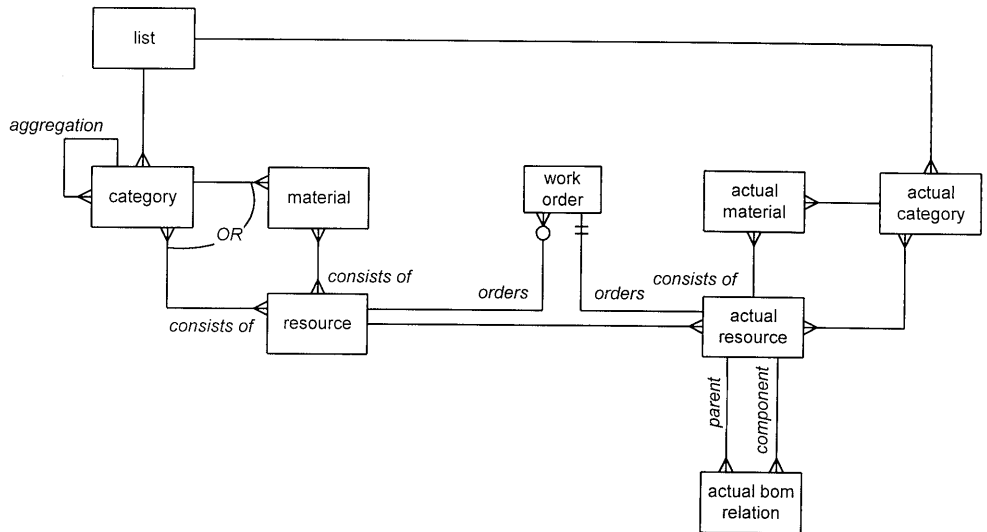 list
aggregation
category
material
work
order
actual
material
actual
category
OR
consists of
consists of
resource
orders
orders
consists of
actual
resource
parent
component
actual bom
relation